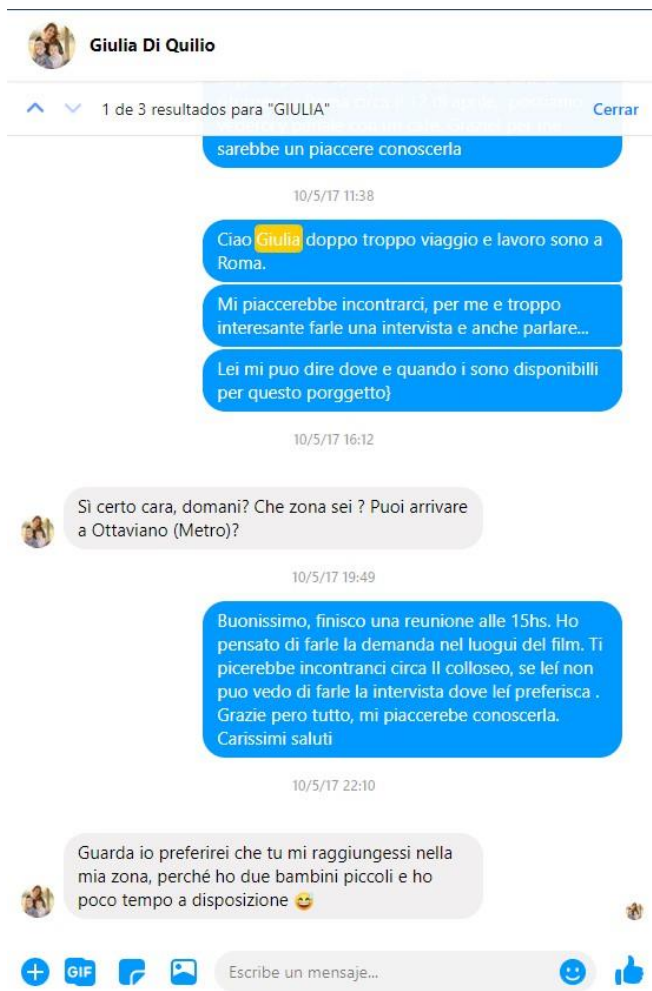 Giulia Di Quilio
1 de 3 resultados para "GIULIA"
Cerrar
sarebbe un piaccere conoscerla
10/5/17 11:38
Ciao Giulia doppo troppo viaggio e lavoro sono a
Roma.
Mi piaccerebbe incontrarci, per me e troppo
interesante farle una intervista e anche parlare...
Lei mi puo dire dove e quando i sono disponibilli
per questo porggetto}
10/5/17 16:12
Sì certo cara, domani? Che zona sei ? Puoi arrivare
a Ottaviano (Metro)?
10/5/17 19:49
Buonissimo, finisco una reunione alle 15hs. Ho
pensato di farle la demanda nel luogui del film. Ti
picerebbe incontranci circa Il colloseo, se leí non
puo vedo di farle la intervista dove leí preferisca .
Grazie pero tutto, mi piaccerebe conoscerla.
Carissimi saluti
10/5/17 22:10
Guarda io preferirei che tu mi raggiungessi nella
mia zona, perché ho due bambini piccoli e ho
poco tempo a disposizione 😅
GIF
Escribe un mensaje...